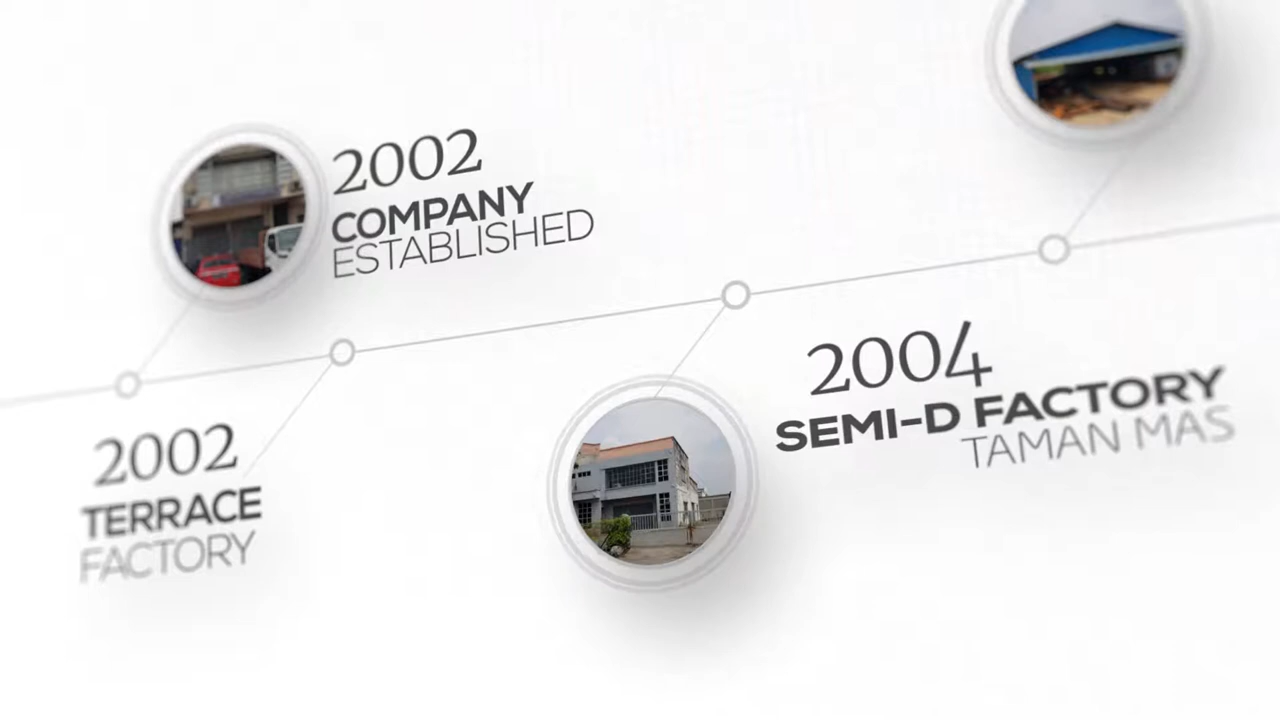 2002
COMPANY
ESTABLISHED
2002
TERRACE
FACTORY
2004
SEMI-D FACTORY
TAMAN MAS